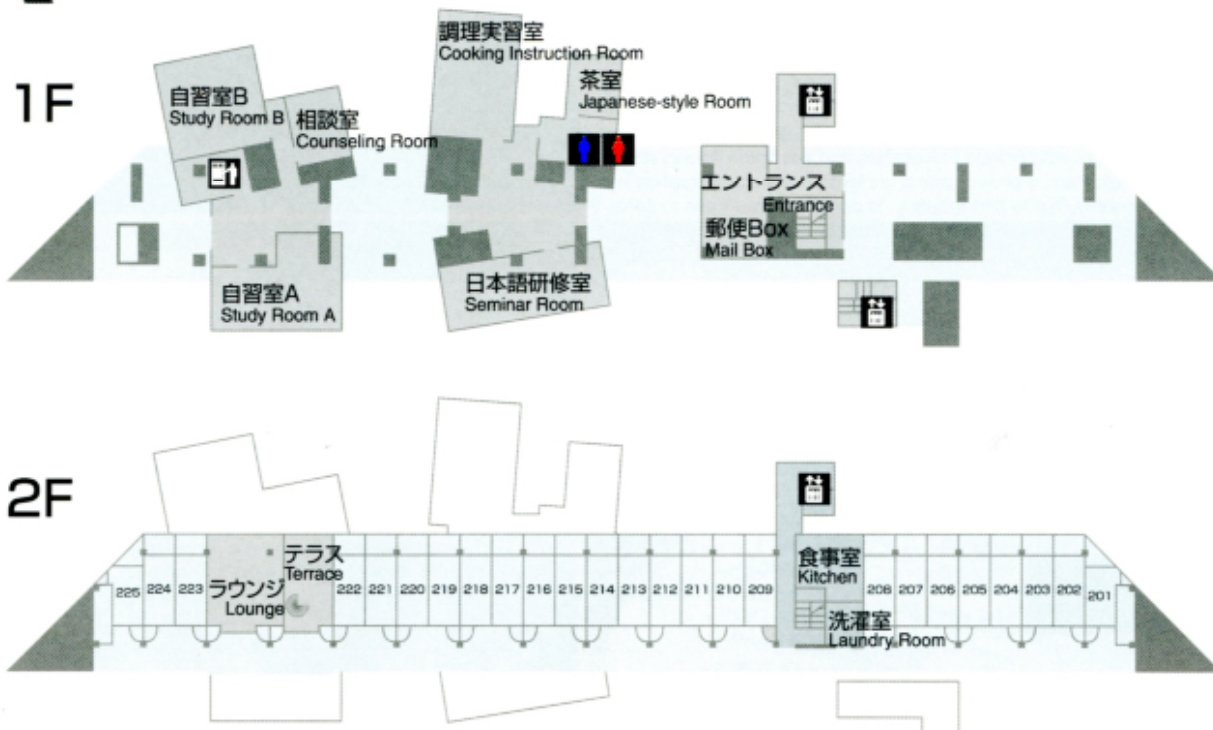 1F
調理実習室
Cooking Instruction Room
自習室B
Study Room B
相談室
Counseling Room
茶室
Japanese-style Room
エントランス
Entrance
郵便Box
Mail Box
自習室A
Study Room A
日本語研修室
Seminar Room
2F
テラス
Terrace
ラウンジ
Lounge
食事室
Kitchen
洗濯室
Laundry Room
225 224 223 222 221 220 219 218 217 216 215 214 213 212 211 210 209 208 207 206 205 204 203 202 201